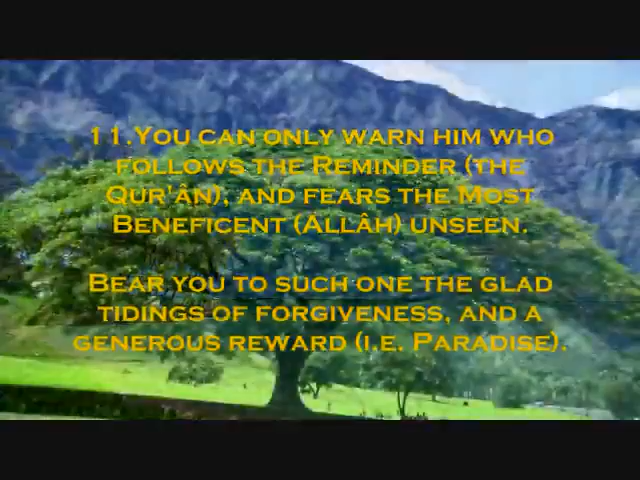 11.You can only warn him who
follows the Reminder (the
Qur'ân), and fears the Most
Beneficent (Allâh) unseen.
Bear you to such one the glad
tidings of forgiveness, and a
generous reward (i.e. Paradise).